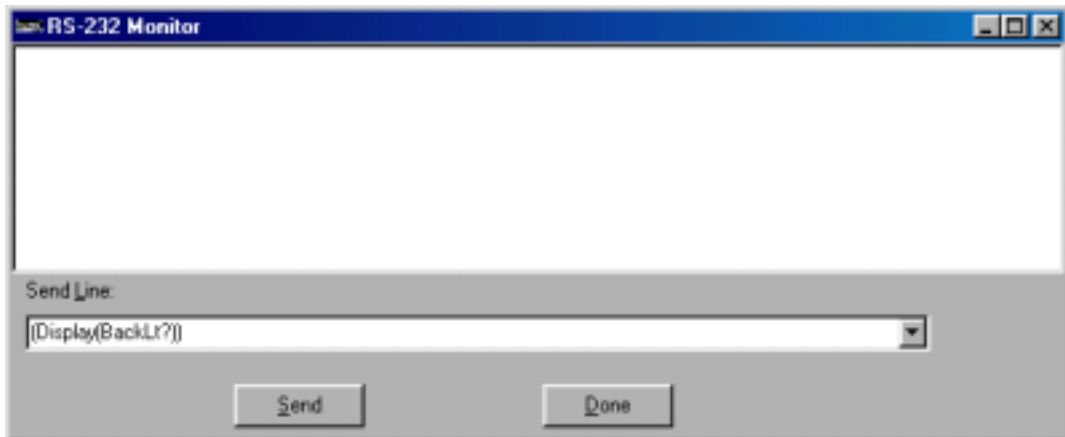 RS-232 Monitor
Send Line:
(Display(BackLt?))
Send
Done